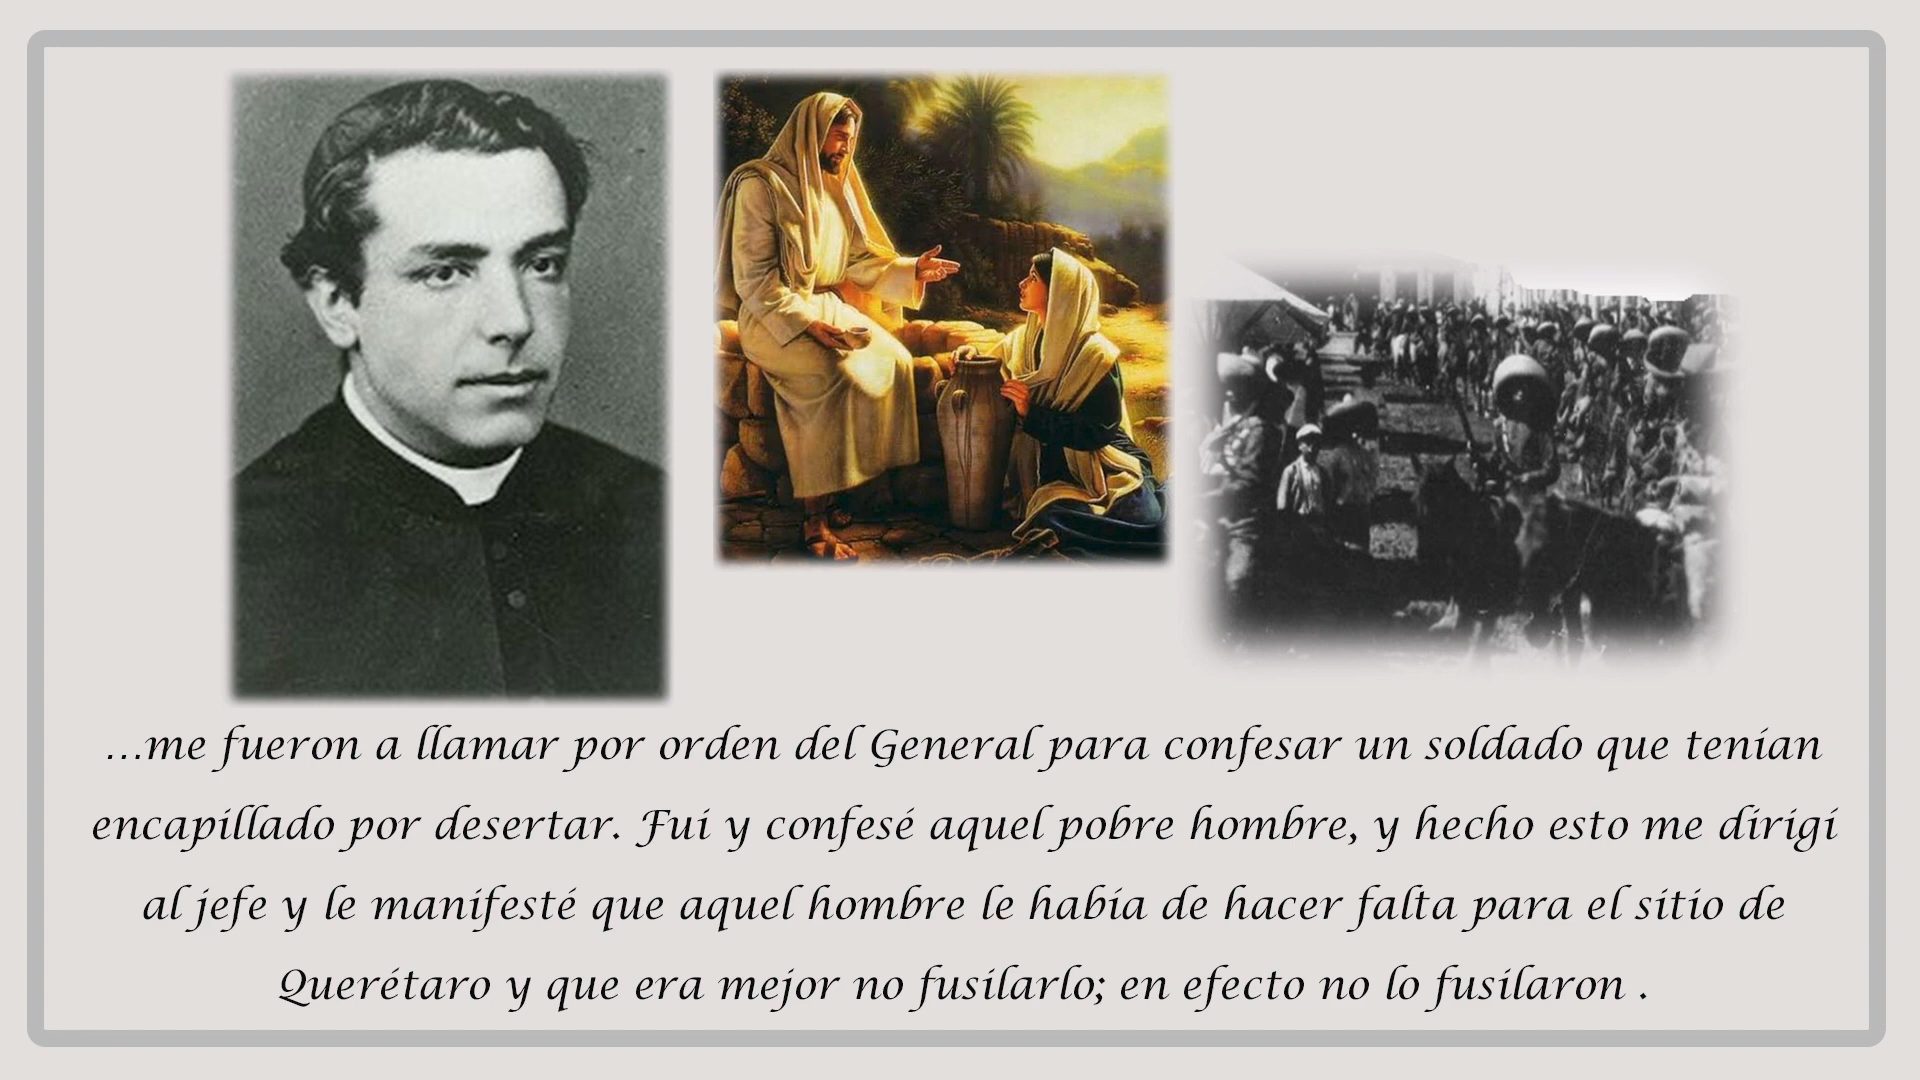 ...me fueron a llamar por orden del General para confesar un soldado que tenían
encapillado por desertar. Fui y confesé aquel pobre hombre, y hecho esto me dirigí
al jefe y le manifesté que aquel hombre le había de hacer falta para el sitio de
Querétaro y que era mejor no fusilarlo; en efecto no lo fusilaron .